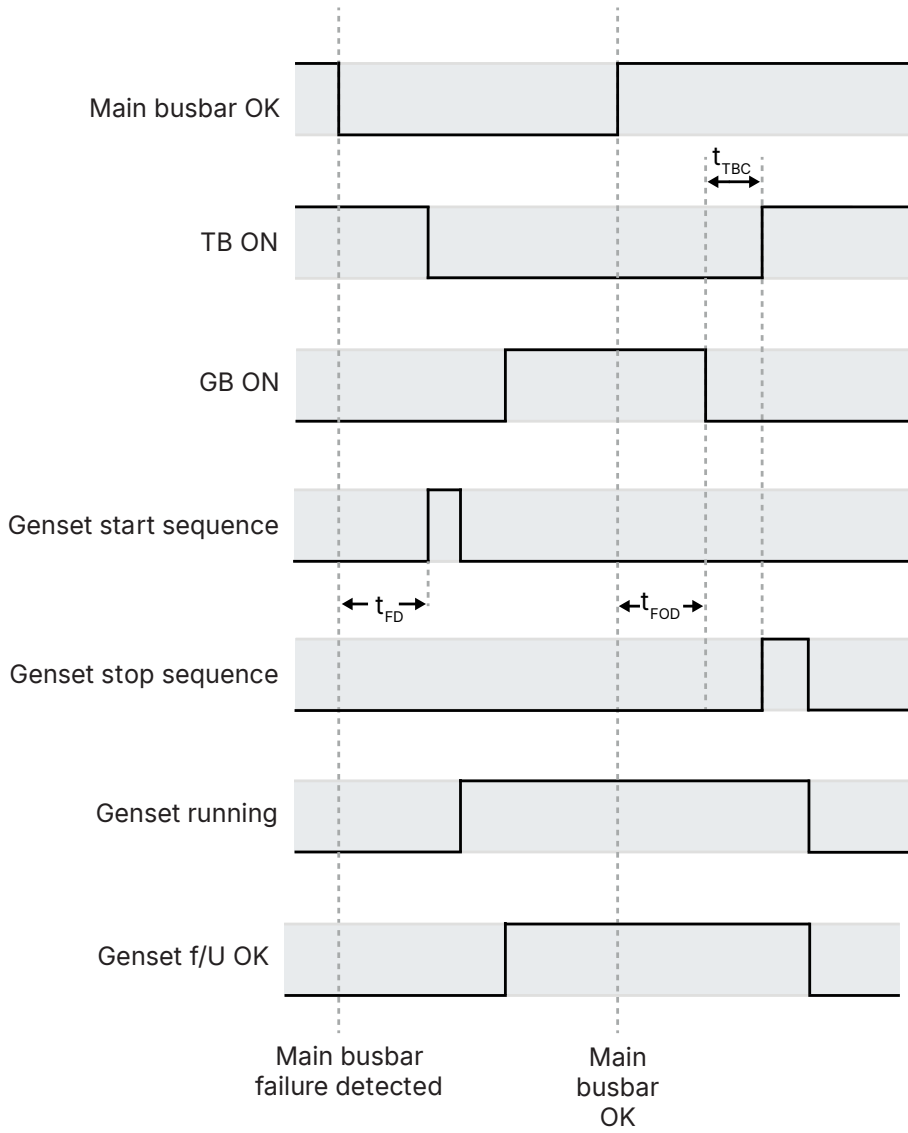 Main busbar OK
t TBC
TB ON
GB ON
Genset start sequence
t FD
t FOD
Genset stop sequence
Genset running
Genset f/U OK
Main busbar
failure detected
Main
busbar
OK